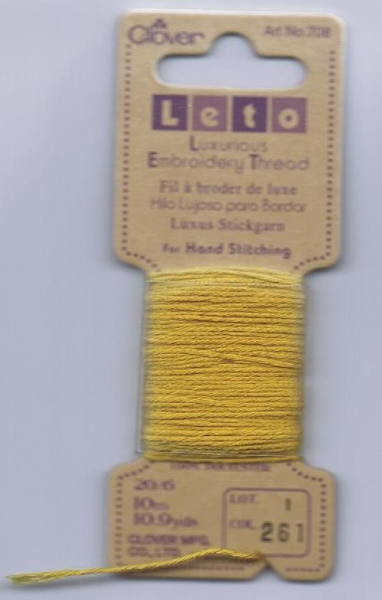 Clover
Art No.708
Leto
Luxurious
Embroidery Thread
Fil à broder de luxe
Hilo Lujoso para Bordar
Luxus Stickgarn
For Hand Stitching
100% POLYESTER
20/6
10m
10.9yds
CLOVER MFG.
CO., LTD.
LOT. 1
COL. 261